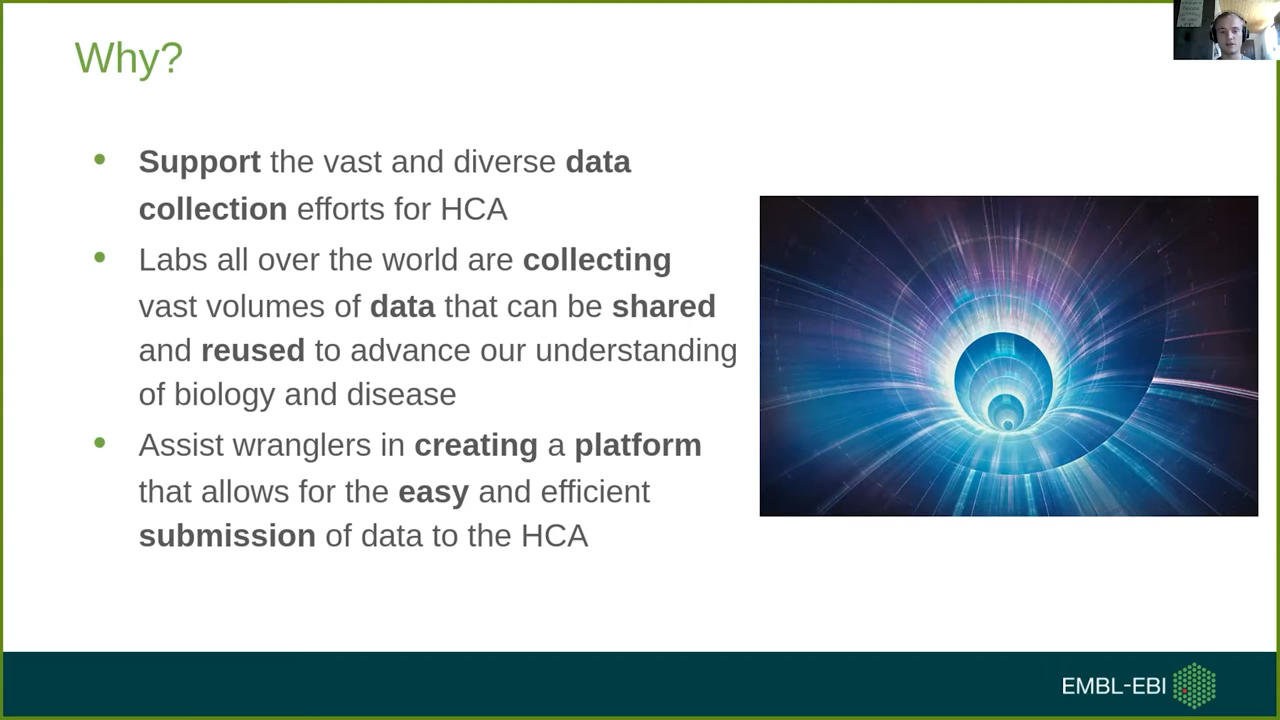 Why?
Support the vast and diverse data
collection efforts for HCA
Labs all over the world are collecting
vast volumes of data that can be shared
and reused to advance our understanding
of biology and disease
Assist wranglers in creating a platform
that allows for the easy and efficient
submission of data to the HCA
EMBL-EBI